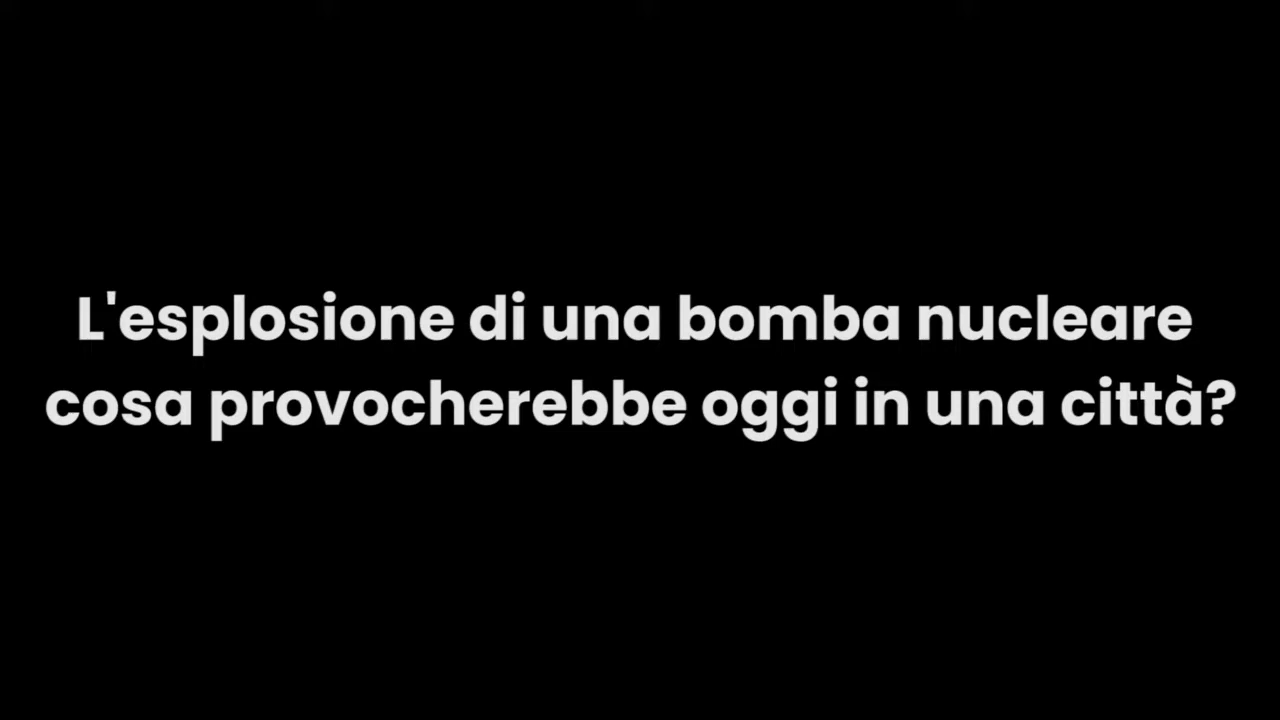 L'esplosione di una bomba nucleare
cosa provocherebbe oggi in una città?